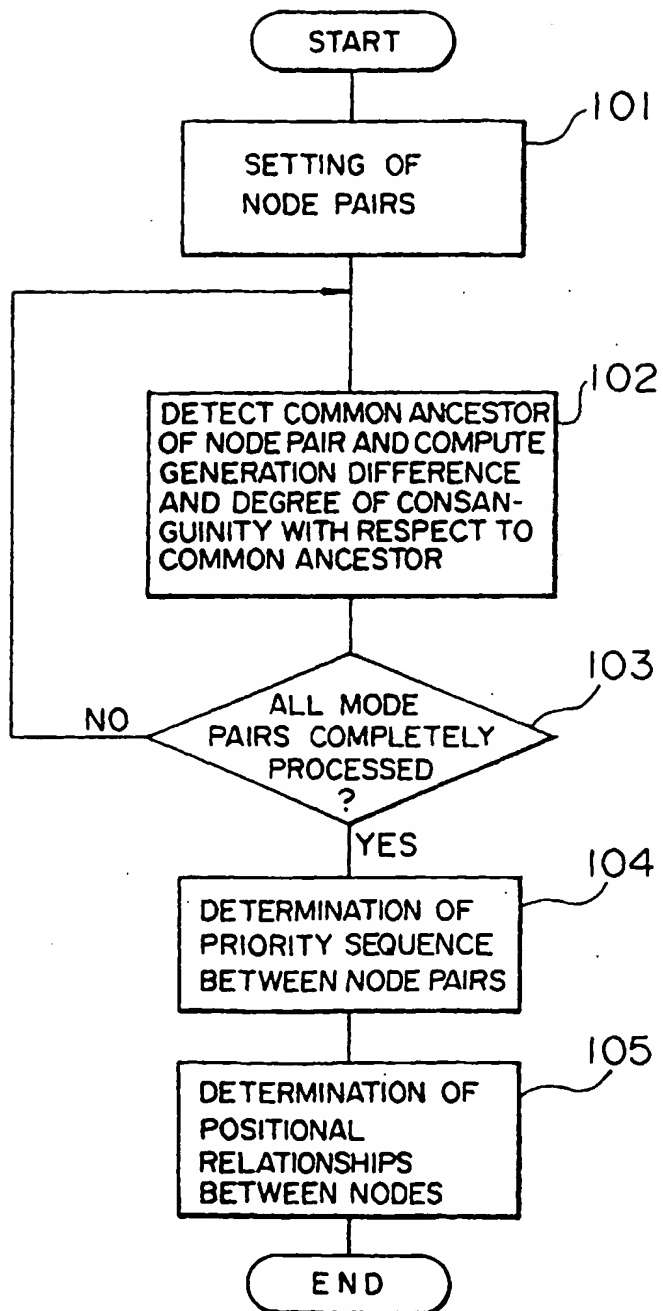 START
101
SETTING OF
NODE PAIRS
102
DETECT COMMON ANCESTOR
OF NODE PAIR AND COMPUTE
GENERATION DIFFERENCE
AND DEGREE OF CONSAN-
GUINITY WITH RESPECT TO
COMMON ANCESTOR
103
ALL MODE
PAIRS COMPLETELY
PROCESSED
?
NO
YES
104
DETERMINATION OF
PRIORITY SEQUENCE
BETWEEN NODE PAIRS
105
DETERMINATION OF
POSITIONAL
RELATIONSHIPS
BETWEEN NODES
END